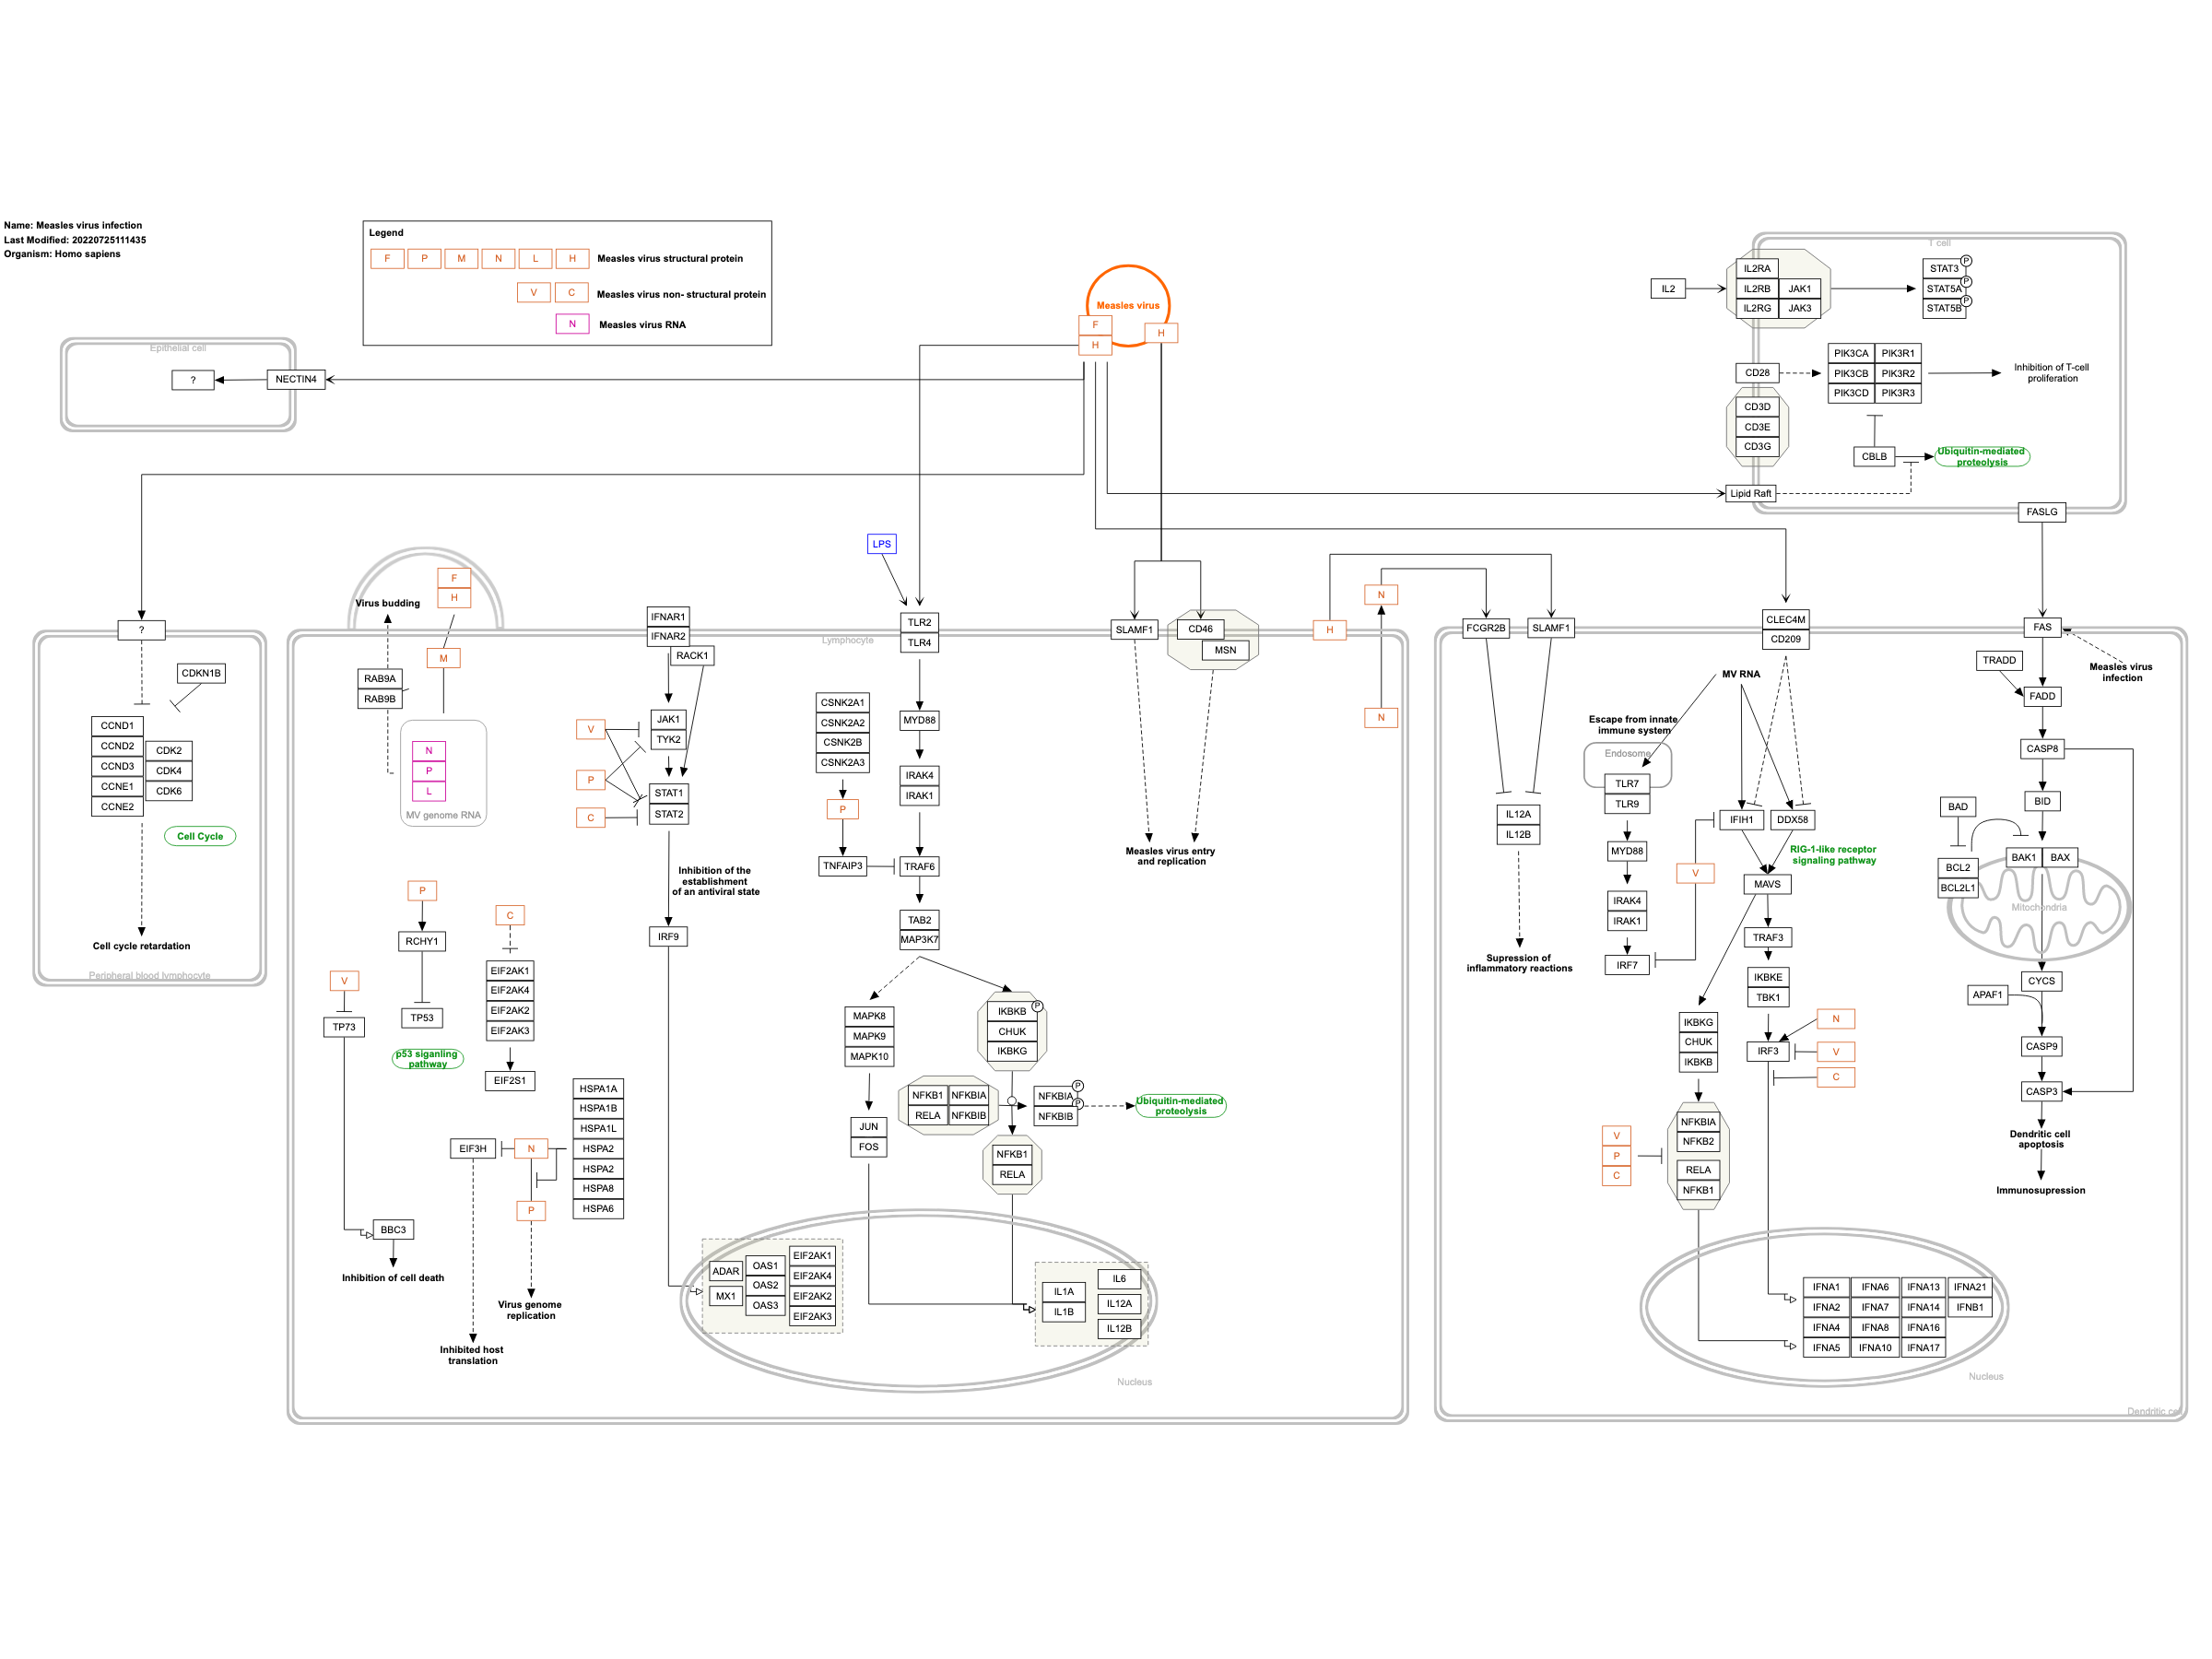 Name: Measles virus infection
Last Modified: 20220725111435
Organism: Homo sapiens
Legend
F P M N L H Measles virus structural protein
V C Measles virus non- structural protein
N Measles virus RNA
Measles virus
F
H
H
Epithelial cell
?
NECTIN4
T cell
IL2
IL2RA
IL2RB
IL2RG
JAK1
JAK3
STAT3
P
STAT5A
P
STAT5B
P
CD28
PIK3CA
PIK3CB
PIK3CD
PIK3R1
PIK3R2
PIK3R3
Inhibition of T-cell
proliferation
CD3D
CD3E
CD3G
CBLB
Ubiquitin-mediated
proteolysis
Lipid Raft
FASLG
?
CDKN1B
CCND1
CCND2
CCND3
CCNE1
CCNE2
CDK2
CDK4
CDK6
Cell Cycle
Cell cycle retardation
Peripheral blood lymphocyte
Lymphocyte
Virus budding
F
H
M
RAB9A
RAB9B
N
P
L
MV genome RNA
IFNAR1
IFNAR2
RACK1
V
P
C
JAK1
TYK2
STAT1
STAT2
Inhibition of the
establishment
of an antiviral state
IRF9
LPS
TLR2
TLR4
MYD88
IRAK4
IRAK1
CSNK2A1
CSNK2A2
CSNK2B
CSNK2A3
P
TNFAIP3
TRAF6
TAB2
MAP3K7
MAPK8
MAPK9
MAPK10
JUN
FOS
IKBKB
P
CHUK
IKBKG
NFKB1
NFKBIA
RELA
NFKBIB
NFKBIA
P
NFKBIB
P
Ubiquitin-mediated
proteolysis
NFKB1
RELA
P
RCHY1
TP53
p53 siganling
pathway
C
EIF2AK1
EIF2AK4
EIF2AK2
EIF2AK3
EIF2S1
V
TP73
BBC3
Inhibition of cell death
EIF3H
N
P
HSPA1A
HSPA1B
HSPA1L
HSPA2
HSPA2
HSPA8
HSPA6
Virus genome
replication
Inhibited host
translation
ADAR
MX1
OAS1
OAS2
OAS3
EIF2AK1
EIF2AK4
EIF2AK2
EIF2AK3
IL1A
IL1B
IL6
IL12A
IL12B
Nucleus
SLAMF1
CD46
MSN
Measles virus entry
and replication
H
N
N
FCGR2B
SLAMF1
IL12A
IL12B
Supression of
inflammatory reactions
CLEC4M
CD209
MV RNA
Escape from innate
immune system
Endosome
TLR7
TLR9
MYD88
IRAK4
IRAK1
IRF7
V
IFIH1
DDX58
RIG-1-like receptor
signaling pathway
MAVS
TRAF3
IKBKE
TBK1
IRF3
N
V
C
IKBKG
CHUK
IKBKB
V
P
C
NFKBIA
NFKB2
RELA
NFKB1
IFNA1
IFNA2
IFNA4
IFNA5
IFNA6
IFNA7
IFNA8
IFNA10
IFNA13
IFNA14
IFNA16
IFNA17
IFNA21
IFNB1
Nucleus
FAS
Measles virus
infection
TRADD
FADD
CASP8
BID
BAD
BCL2
BCL2L1
BAK1
BAX
Mitochondria
CYCS
APAF1
CASP9
CASP3
Dendritic cell
apoptosis
Immunosupression
Dendritic cell